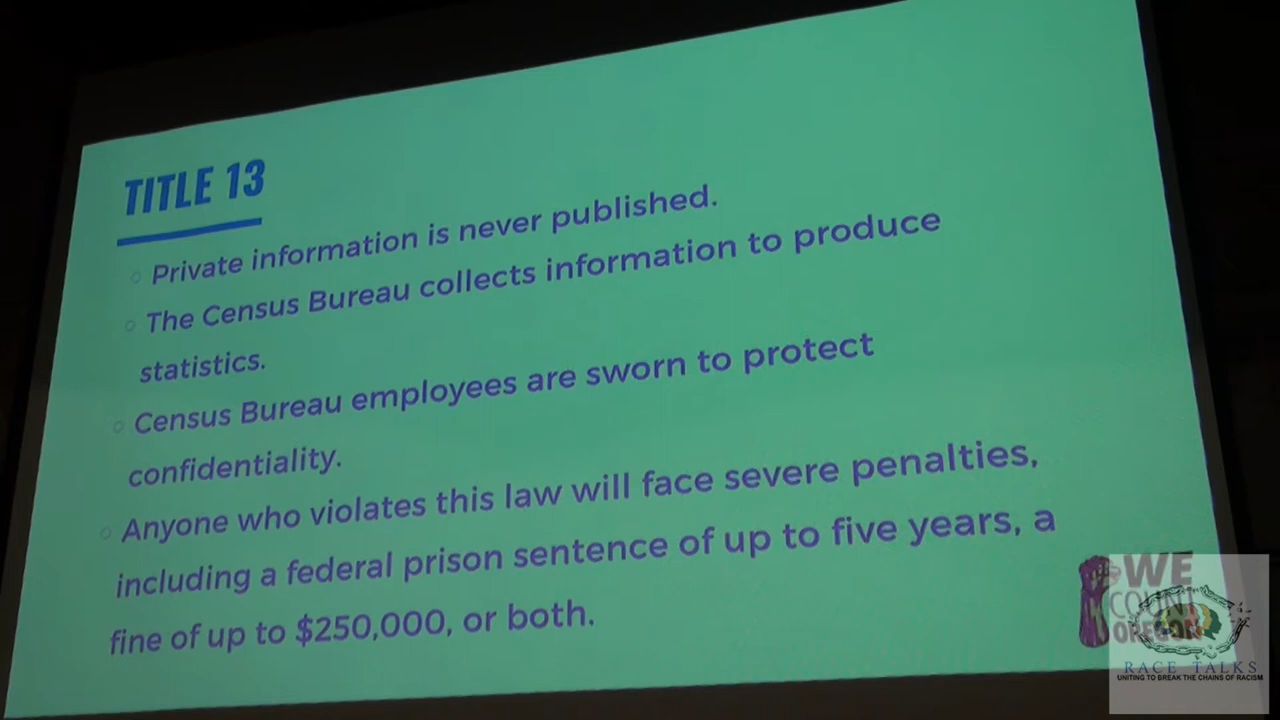 TITLE 13
Private information is never published.
The Census Bureau collects information to produce
statistics.
Census Bureau employees are sworn to protect
confidentiality.
Anyone who violates this law will face severe penalties,
including a federal prison sentence of up to five years, a
fine of up to $250,000, or both.
WE
COUNT
OREGON
RACE TALKS
UNITING TO BREAK THE CHAINS OF RACISM